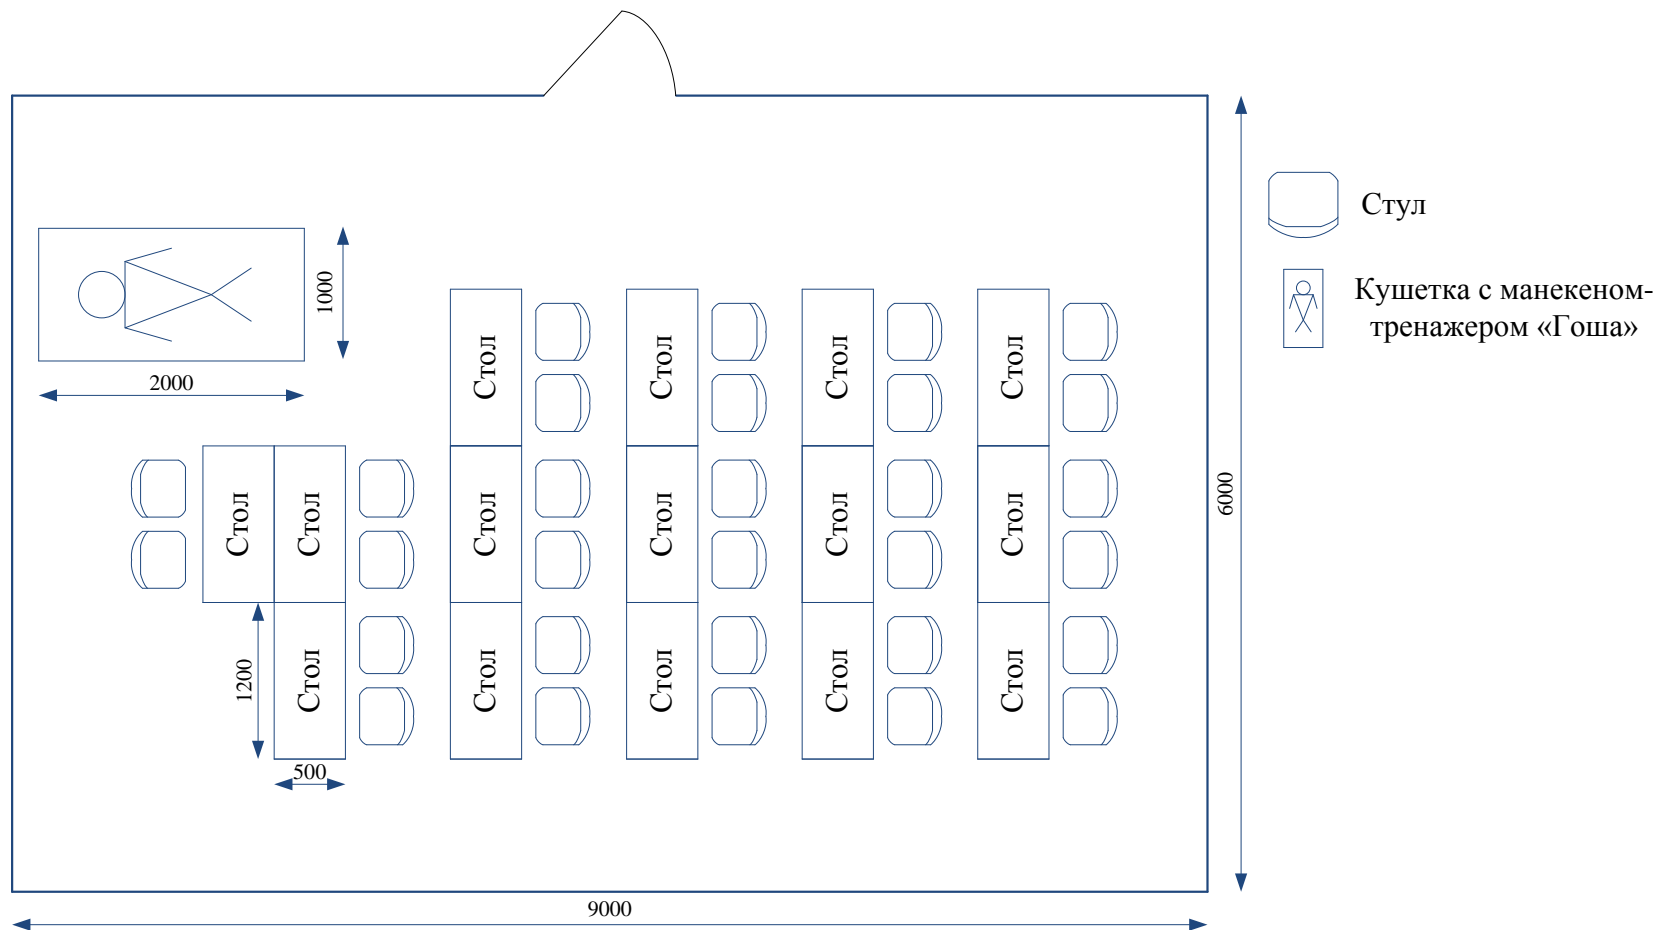 Стул
Кушетка с манекеном-
тренажером «Гоша»
1000
2000
Стол
Стол
Стол
Стол
Стол
Стол
Стол
Стол
Стол
Стол
6000
1200
Стол
Стол
Стол
Стол
Стол
500
9000